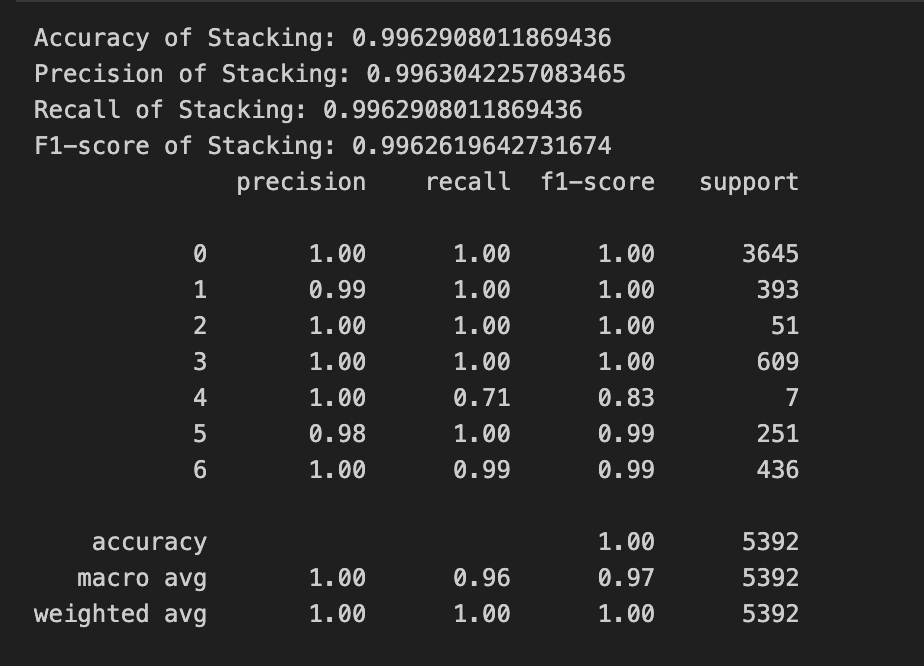 Accuracy of Stacking: 0.9962908011869436
Precision of Stacking: 0.9963042257083465
Recall of Stacking: 0.9962908011869436
F1-score of Stacking: 0.9962619642731674
precision recall f1-score support
0 1.00 1.00 1.00 3645
1 0.99 1.00 1.00 393
2 1.00 1.00 1.00 51
3 1.00 1.00 1.00 609
4 1.00 0.71 0.83 7
5 0.98 1.00 0.99 251
6 1.00 0.99 0.99 436
accuracy 1.00 5392
macro avg 1.00 0.96 0.97 5392
weighted avg 1.00 1.00 1.00 5392